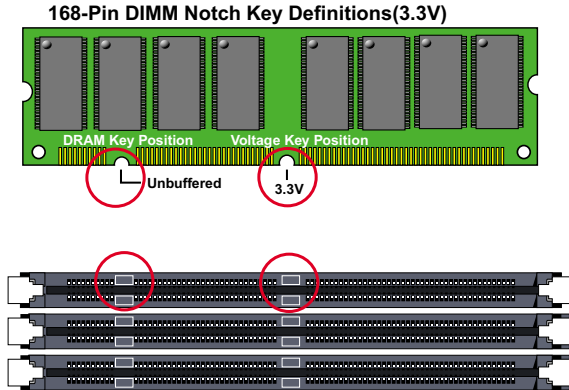 168-Pin DIMM Notch Key Definitions(3.3V)
DRAM Key Position Voltage Key Position
Unbuffered
3.3V